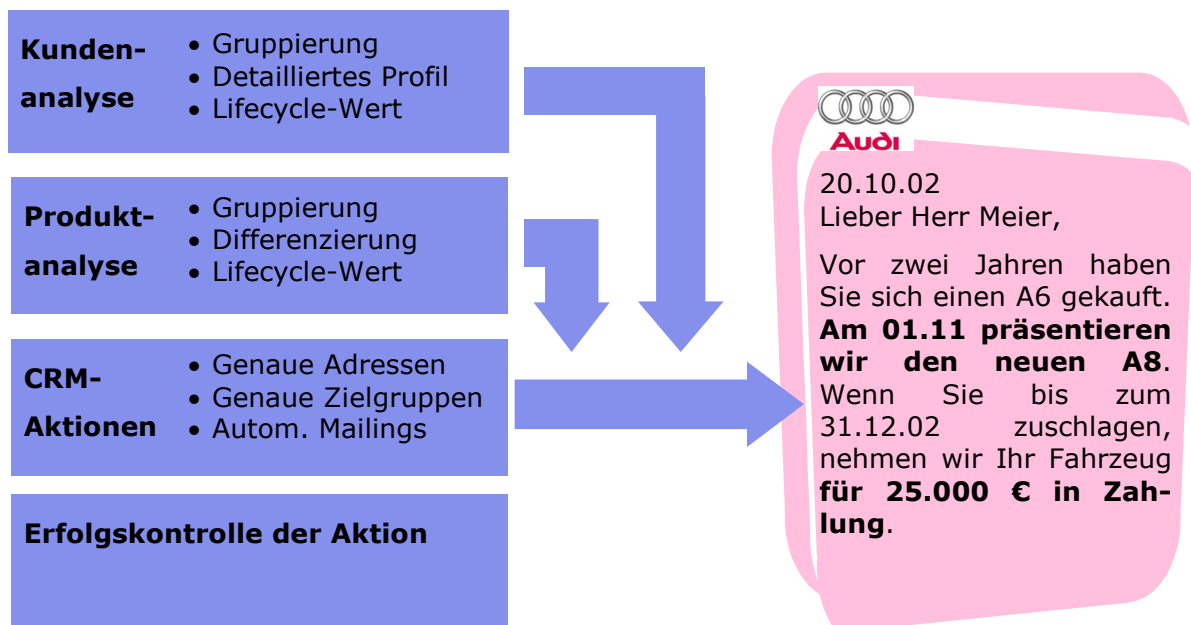 Kunden-
analyse
• Gruppierung
• Detailliertes Profil
• Lifecycle-Wert
Produkt-
analyse
• Gruppierung
• Differenzierung
• Lifecycle-Wert
CRM-
Aktionen
• Genaue Adressen
• Genaue Zielgruppen
• Autom. Mailings
Erfolgskontrolle der Aktion
Audi
20.10.02
Lieber Herr Meier,
Vor zwei Jahren haben
Sie sich einen A6 gekauft.
Am 01.11 präsentieren
wir den neuen A8.
Wenn Sie bis zum
31.12.02 zuschlagen,
nehmen wir Ihr Fahrzeug
für 25.000 € in Zah-
lung.